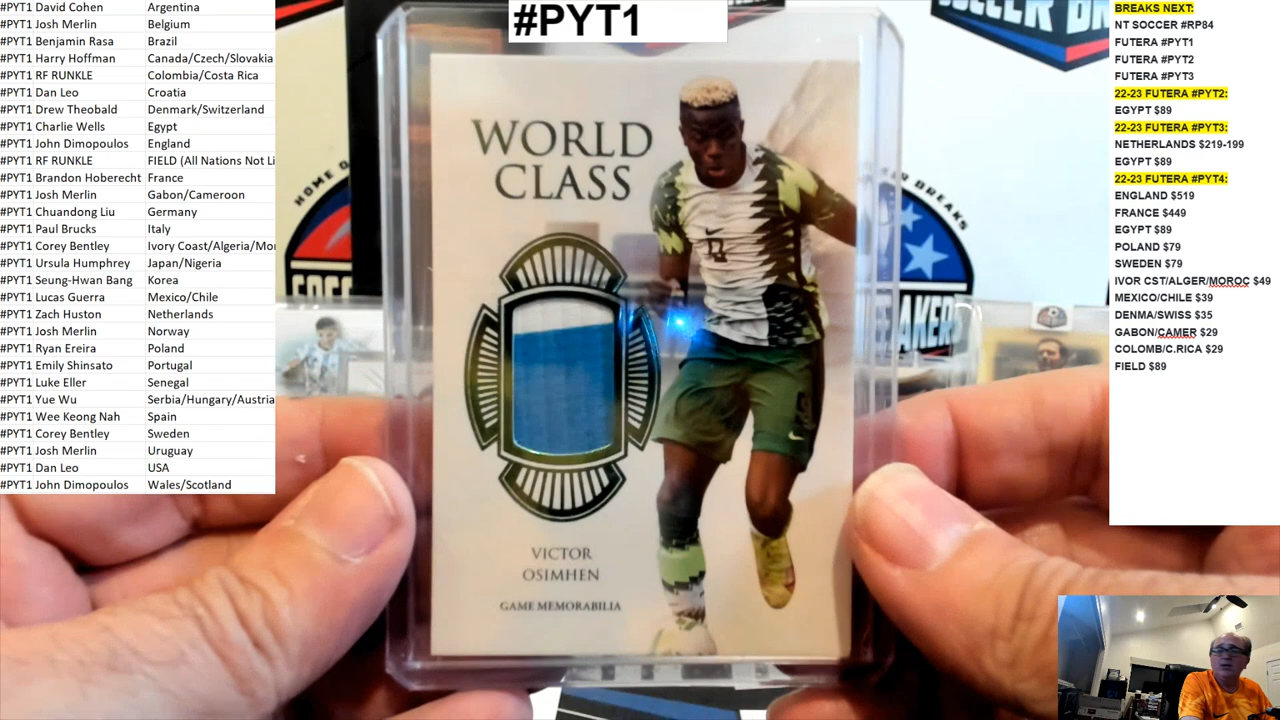 #PYT1
#PYT1 David Cohen Argentina
#PYT1 Josh Merlin Belgium
#PYT1 Benjamin Rasa Brazil
#PYT1 Harry Hoffman Canada/Czech/Slovakia
#PYT1 RF RUNKLE Colombia/Costa Rica
#PYT1 Dan Leo Croatia
#PYT1 Drew Theobald Denmark/Switzerland
#PYT1 Charlie Wells Egypt
#PYT1 John Dimopoulos England
#PYT1 RF RUNKLE FIELD (All Nations Not Li
#PYT1 Brandon Hoberecht France
#PYT1 Josh Merlin Gabon/Cameroon
#PYT1 Chuandong Liu Germany
#PYT1 Paul Brucks Italy
#PYT1 Corey Bentley Ivory Coast/Algeria/Mor
#PYT1 Ursula Humphrey Japan/Nigeria
#PYT1 Seung-Hwan Bang Korea
#PYT1 Lucas Guerra Mexico/Chile
#PYT1 Zach Huston Netherlands
#PYT1 Josh Merlin Norway
#PYT1 Ryan Ereira Poland
#PYT1 Emily Shinsato Portugal
#PYT1 Luke Eller Senegal
#PYT1 Yue Wu Serbia/Hungary/Austria
#PYT1 Wee Keong Nah Spain
#PYT1 Corey Bentley Sweden
#PYT1 Josh Merlin Uruguay
#PYT1 Dan Leo USA
#PYT1 John Dimopoulos Wales/Scotland
WORLD
CLASS
VICTOR
OSIMHEN
GAME MEMORABILIA
HOME O
BREAKS
BREAKS NEXT:
NT SOCCER #RP84
FUTERA #PYT1
FUTERA #PYT2
FUTERA #PYT3
22-23 FUTERA #PYT2:
EGYPT $89
22-23 FUTERA #PYT3:
NETHERLANDS $219-199
EGYPT $89
22-23 FUTERA #PYT4:
ENGLAND $519
FRANCE $449
EGYPT $89
POLAND $79
SWEDEN $79
IVOR CST/ALGER/MOROC $49
MEXICO/CHILE $39
DENMA/SWISS $35
GABON/CAMER $29
COLOMB/C.RICA $29
FIELD $89